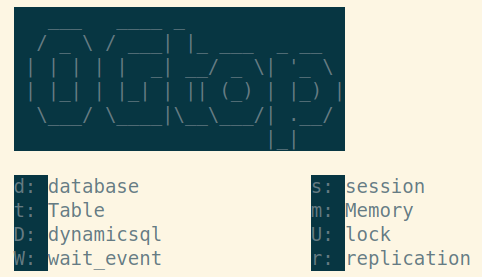 OGtop
d: database s: session
t: Table m: Memory
D: dynamicsql U: lock
W: wait_event r: replication